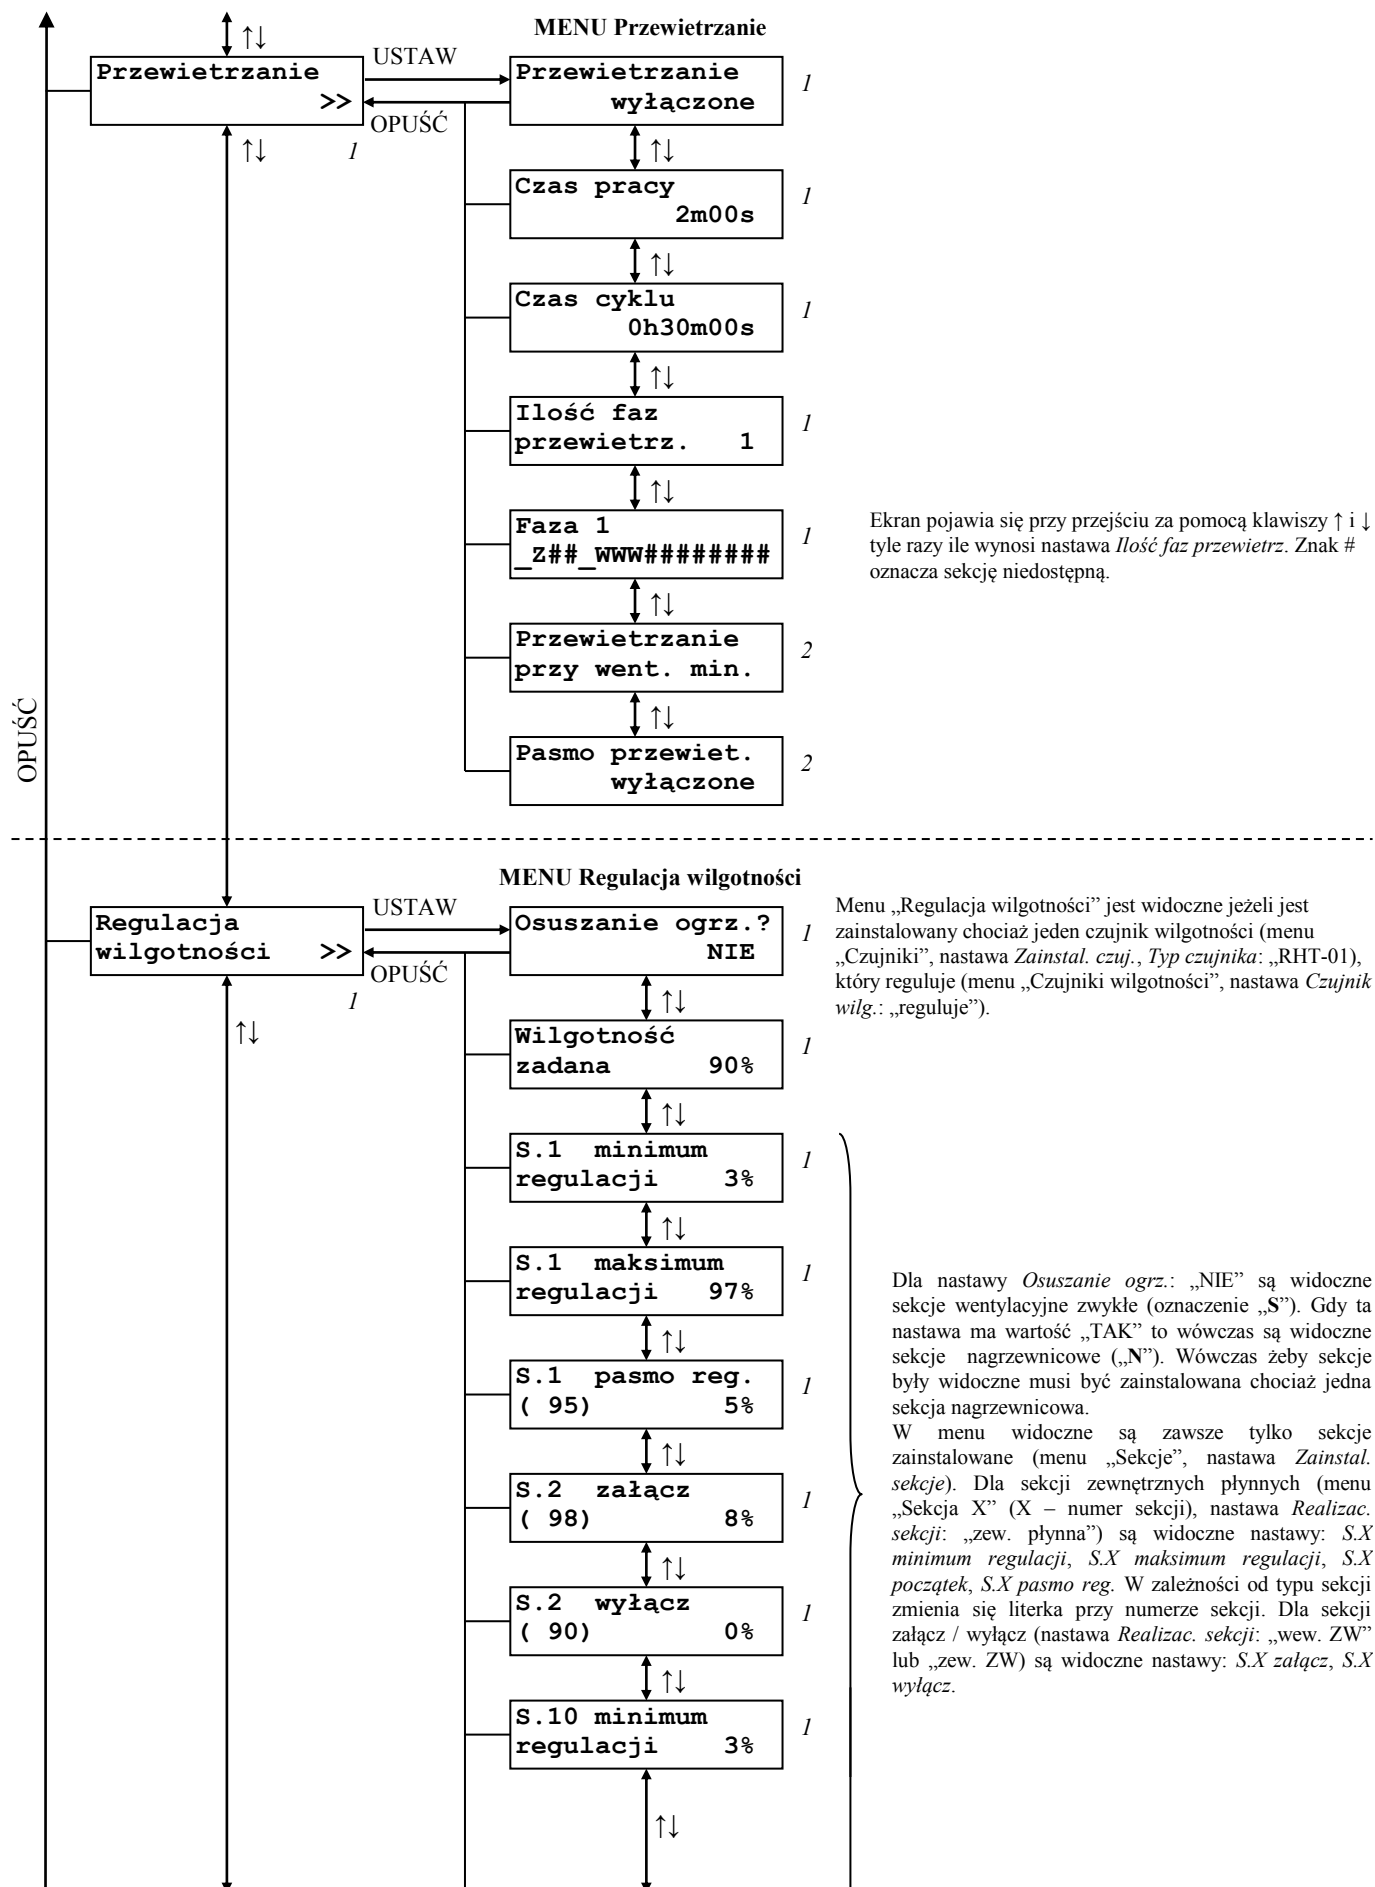 MENU Przewietrzanie
↑↓
Przewietrzanie
>>
USTAW
OPUŚĆ
↑↓
1
Przewietrzanie
wyłączone
1
↑↓
Czas pracy
2m00s
1
↑↓
Czas cyklu
0h30m00s
1
↑↓
Ilość faz
przewietrz. 1
1
↑↓
Faza 1
_Z##_WWW########
1
Ekran pojawia się przy przejściu za pomocą klawiszy ↑ i ↓
tyle razy ile wynosi nastawa Ilość faz przewietrz. Znak #
oznacza sekcję niedostępną.
↑↓
Przewietrzanie
przy went. min.
2
↑↓
Pasmo przewiet.
wyłączone
2
OPUŚĆ
MENU Regulacja wilgotności
Regulacja
wilgotności >>
USTAW
OPUŚĆ
1
↑↓
Osuszanie ogrz.?
NIE
1
Menu „Regulacja wilgotności” jest widoczne jeżeli jest
zainstalowany chociaż jeden czujnik wilgotności (menu
„Czujniki”, nastawa Zainstal. czuj., Typ czujnika: „RHT-01),
który reguluje (menu „Czujniki wilgotności”, nastawa Czujnik
wilg.: „reguluje”).
↑↓
Wilgotność
zadana 90%
1
↑↓
S.1 minimum
regulacji 3%
1
↑↓
S.1 maksimum
regulacji 97%
1
↑↓
S.1 pasmo reg.
( 95) 5%
1
↑↓
S.2 załącz
( 98) 8%
1
↑↓
S.2 wyłącz
( 90) 0%
1
↑↓
S.10 minimum
regulacji 3%
1
↑↓
Dla nastawy Osuszanie ogrz.: „NIE” są widoczne
sekcje wentylacyjne zwykłe (oznaczenie „S”). Gdy ta
nastawa ma wartość „TAK” to wówczas są widoczne
sekcje nagrzewnicowe („N”). Wówczas żeby sekcje
były widoczne musi być zainstalowana chociaż jedna
sekcja nagrzewnicowa.
W menu widoczne są zawsze tylko sekcje
zainstalowane (menu „Sekcje”, nastawa Zainstal.
sekcje). Dla sekcji zewnętrznych płynnych (menu
„Sekcja X” (X – numer sekcji), nastawa Realizac.
sekcji: „zew. płynna”) są widoczne nastawy: S.X
minimum regulacji, S.X maksimum regulacji, S.X
początek, S.X pasmo reg. W zależności od typu sekcji
zmienia się literka przy numerze sekcji. Dla sekcji
załącz / wyłącz (nastawa Realizac. sekcji: „wew. ZW”
lub „zew. ZW) są widoczne nastawy: S.X załącz, S.X
wyłącz.